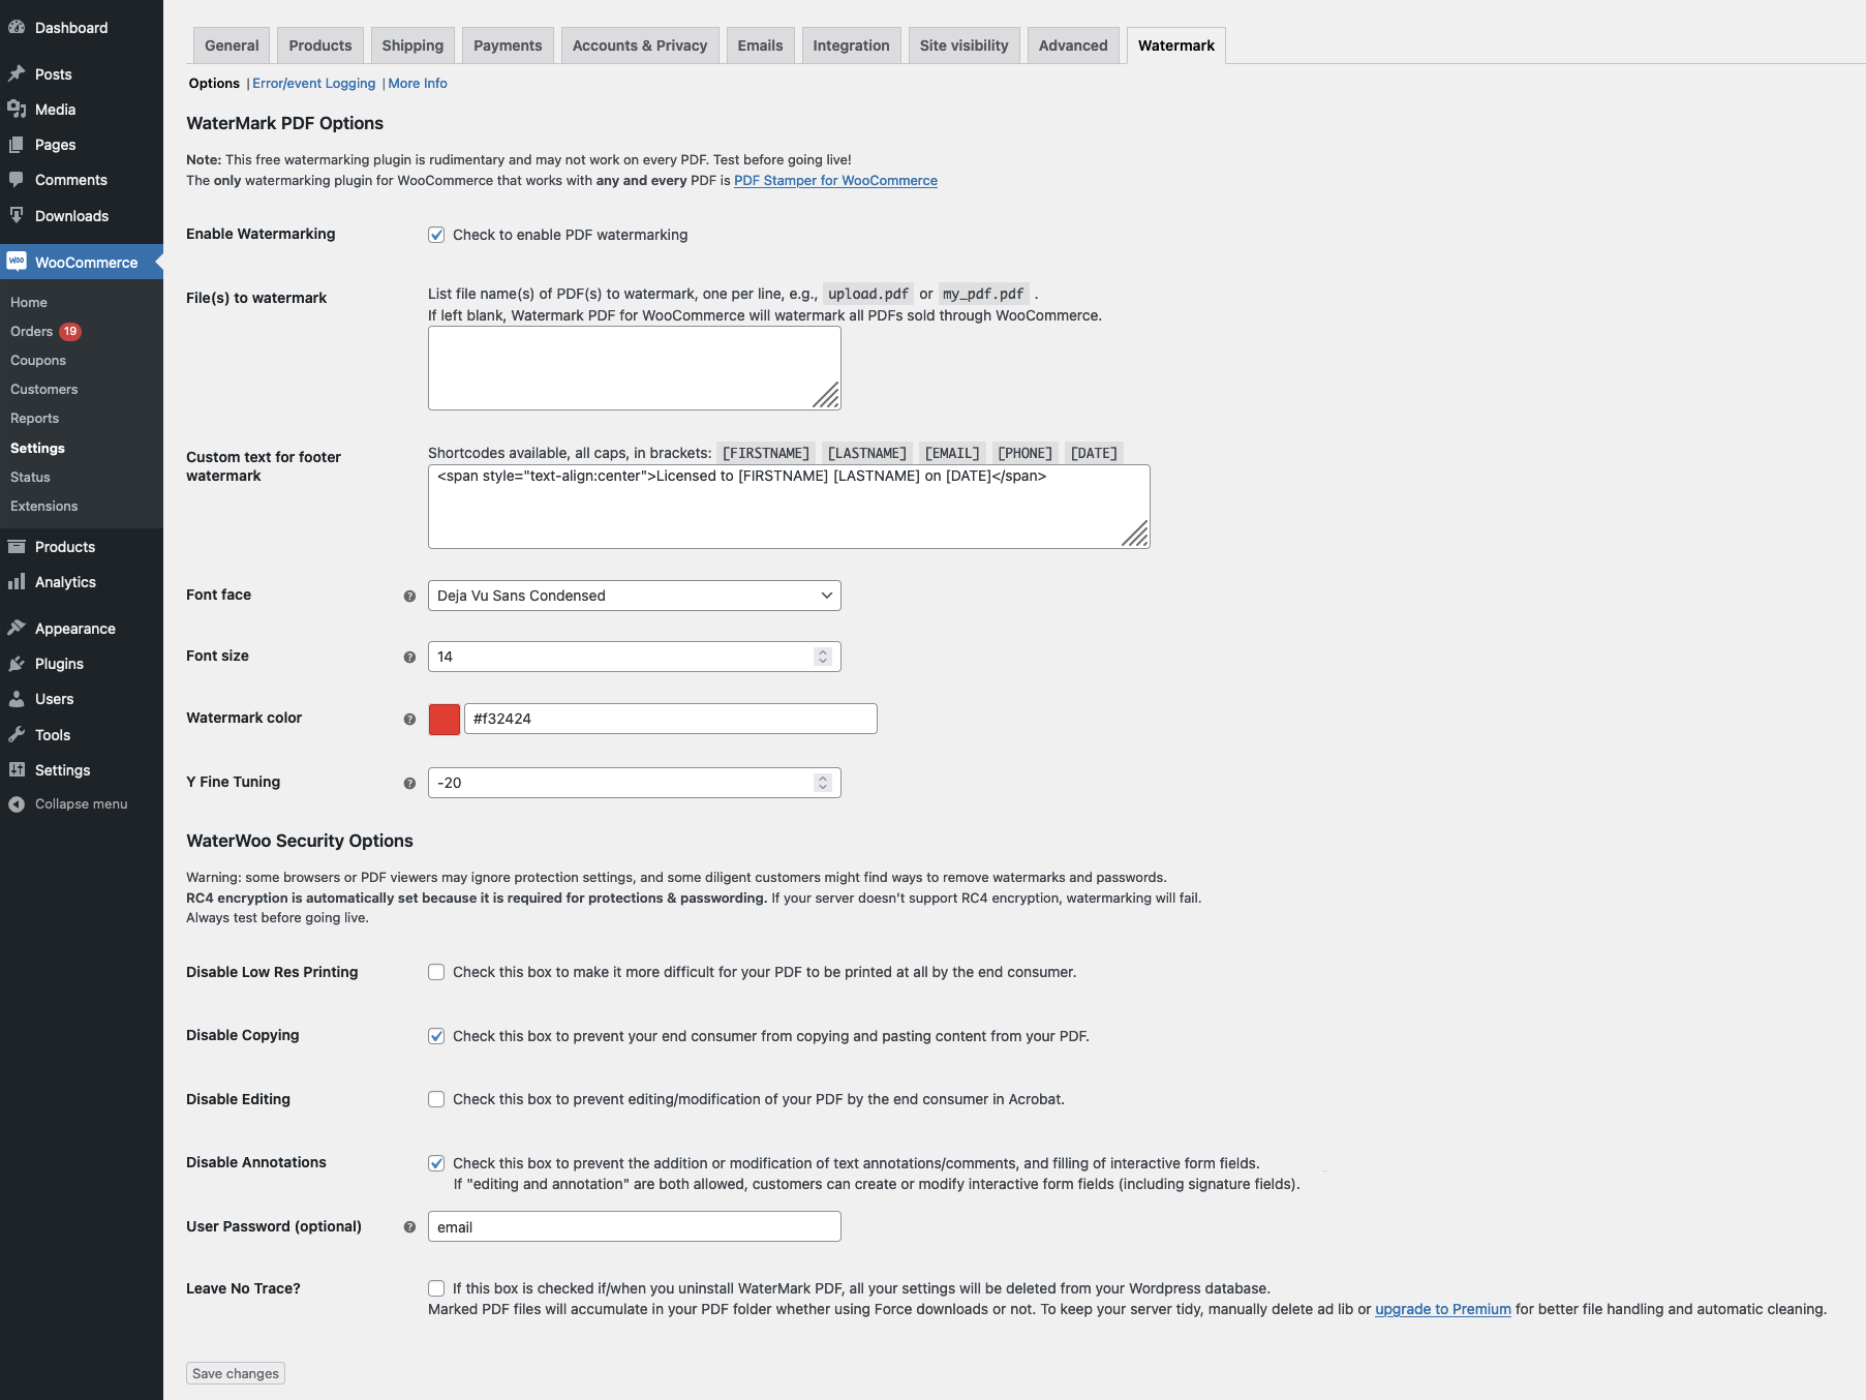 Dashboard
Posts
Media
Pages
Comments
Downloads
WooCommerce
Home
Orders 19
Coupons
Customers
Reports
Settings
Status
Extensions
Products
Analytics
Appearance
Plugins
Users
Tools
Settings
Collapse menu
General Products Shipping Payments Accounts & Privacy Emails Integration Site visibility Advanced Watermark
Options | Error/event Logging | More Info
WaterMark PDF Options
Note: This free watermarking plugin is rudimentary and may not work on every PDF. Test before going live!
The only watermarking plugin for WooCommerce that works with any and every PDF is PDF Stamper for WooCommerce
Enable Watermarking
Check to enable PDF watermarking
File(s) to watermark
List file name(s) of PDF(s) to watermark, one per line, e.g., upload.pdf or my_pdf.pdf .
If left blank, Watermark PDF for WooCommerce will watermark all PDFs sold through WooCommerce.
Custom text for footer
watermark
Shortcodes available, all caps, in brackets: [FIRSTNAME] [LASTNAME] [EMAIL] [PHONE] [DATE]
<span style="text-align:center">Licensed to [FIRSTNAME] [LASTNAME] on [DATE]</span>
Font face
Deja Vu Sans Condensed
Font size
14
Watermark color
#f32424
Y Fine Tuning
-20
WaterWoo Security Options
Warning: some browsers or PDF viewers may ignore protection settings, and some diligent customers might find ways to remove watermarks and passwords.
RC4 encryption is automatically set because it is required for protections & passwording. If your server doesn't support RC4 encryption, watermarking will fail.
Always test before going live.
Disable Low Res Printing
Check this box to make it more difficult for your PDF to be printed at all by the end consumer.
Disable Copying
Check this box to prevent your end consumer from copying and pasting content from your PDF.
Disable Editing
Check this box to prevent editing/modification of your PDF by the end consumer in Acrobat.
Disable Annotations
Check this box to prevent the addition or modification of text annotations/comments, and filling of interactive form fields.
If "editing and annotation" are both allowed, customers can create or modify interactive form fields (including signature fields).
User Password (optional)
email
Leave No Trace?
If this box is checked if/when you uninstall WaterMark PDF, all your settings will be deleted from your Wordpress database.
Marked PDF files will accumulate in your PDF folder whether using Force downloads or not. To keep your server tidy, manually delete ad lib or upgrade to Premium for better file handling and automatic cleaning.
Save changes